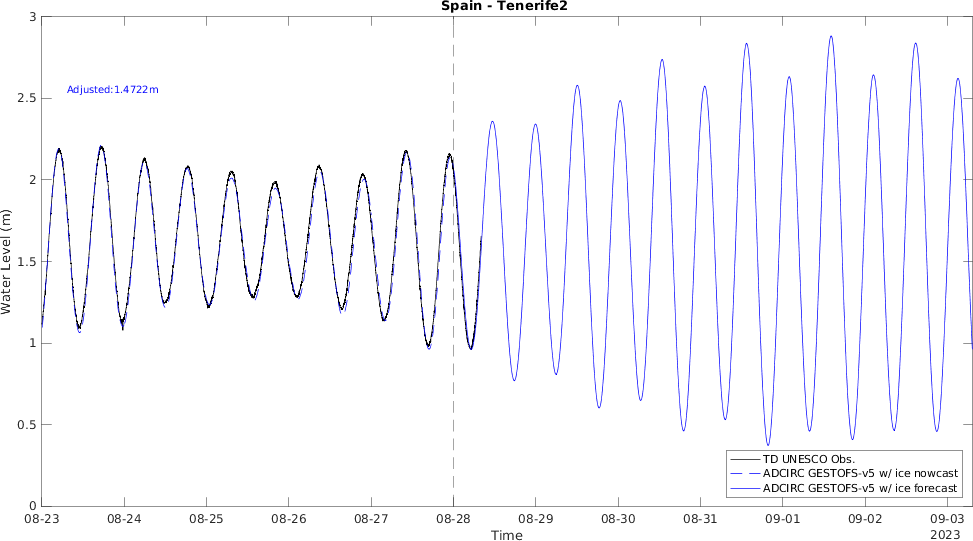 Spain - Tenerife2
Adjusted:1.4722m
Water Level (m)
3
2.5
2
1.5
1
0.5
0
08-23 08-24 08-25 08-26 08-27 08-28 08-29 08-30 08-31 09-01 09-02 09-03
2023
Time
TD UNESCO Obs.
ADCIRC GESTOFS-v5 w/ ice nowcast
ADCIRC GESTOFS-v5 w/ ice forecast